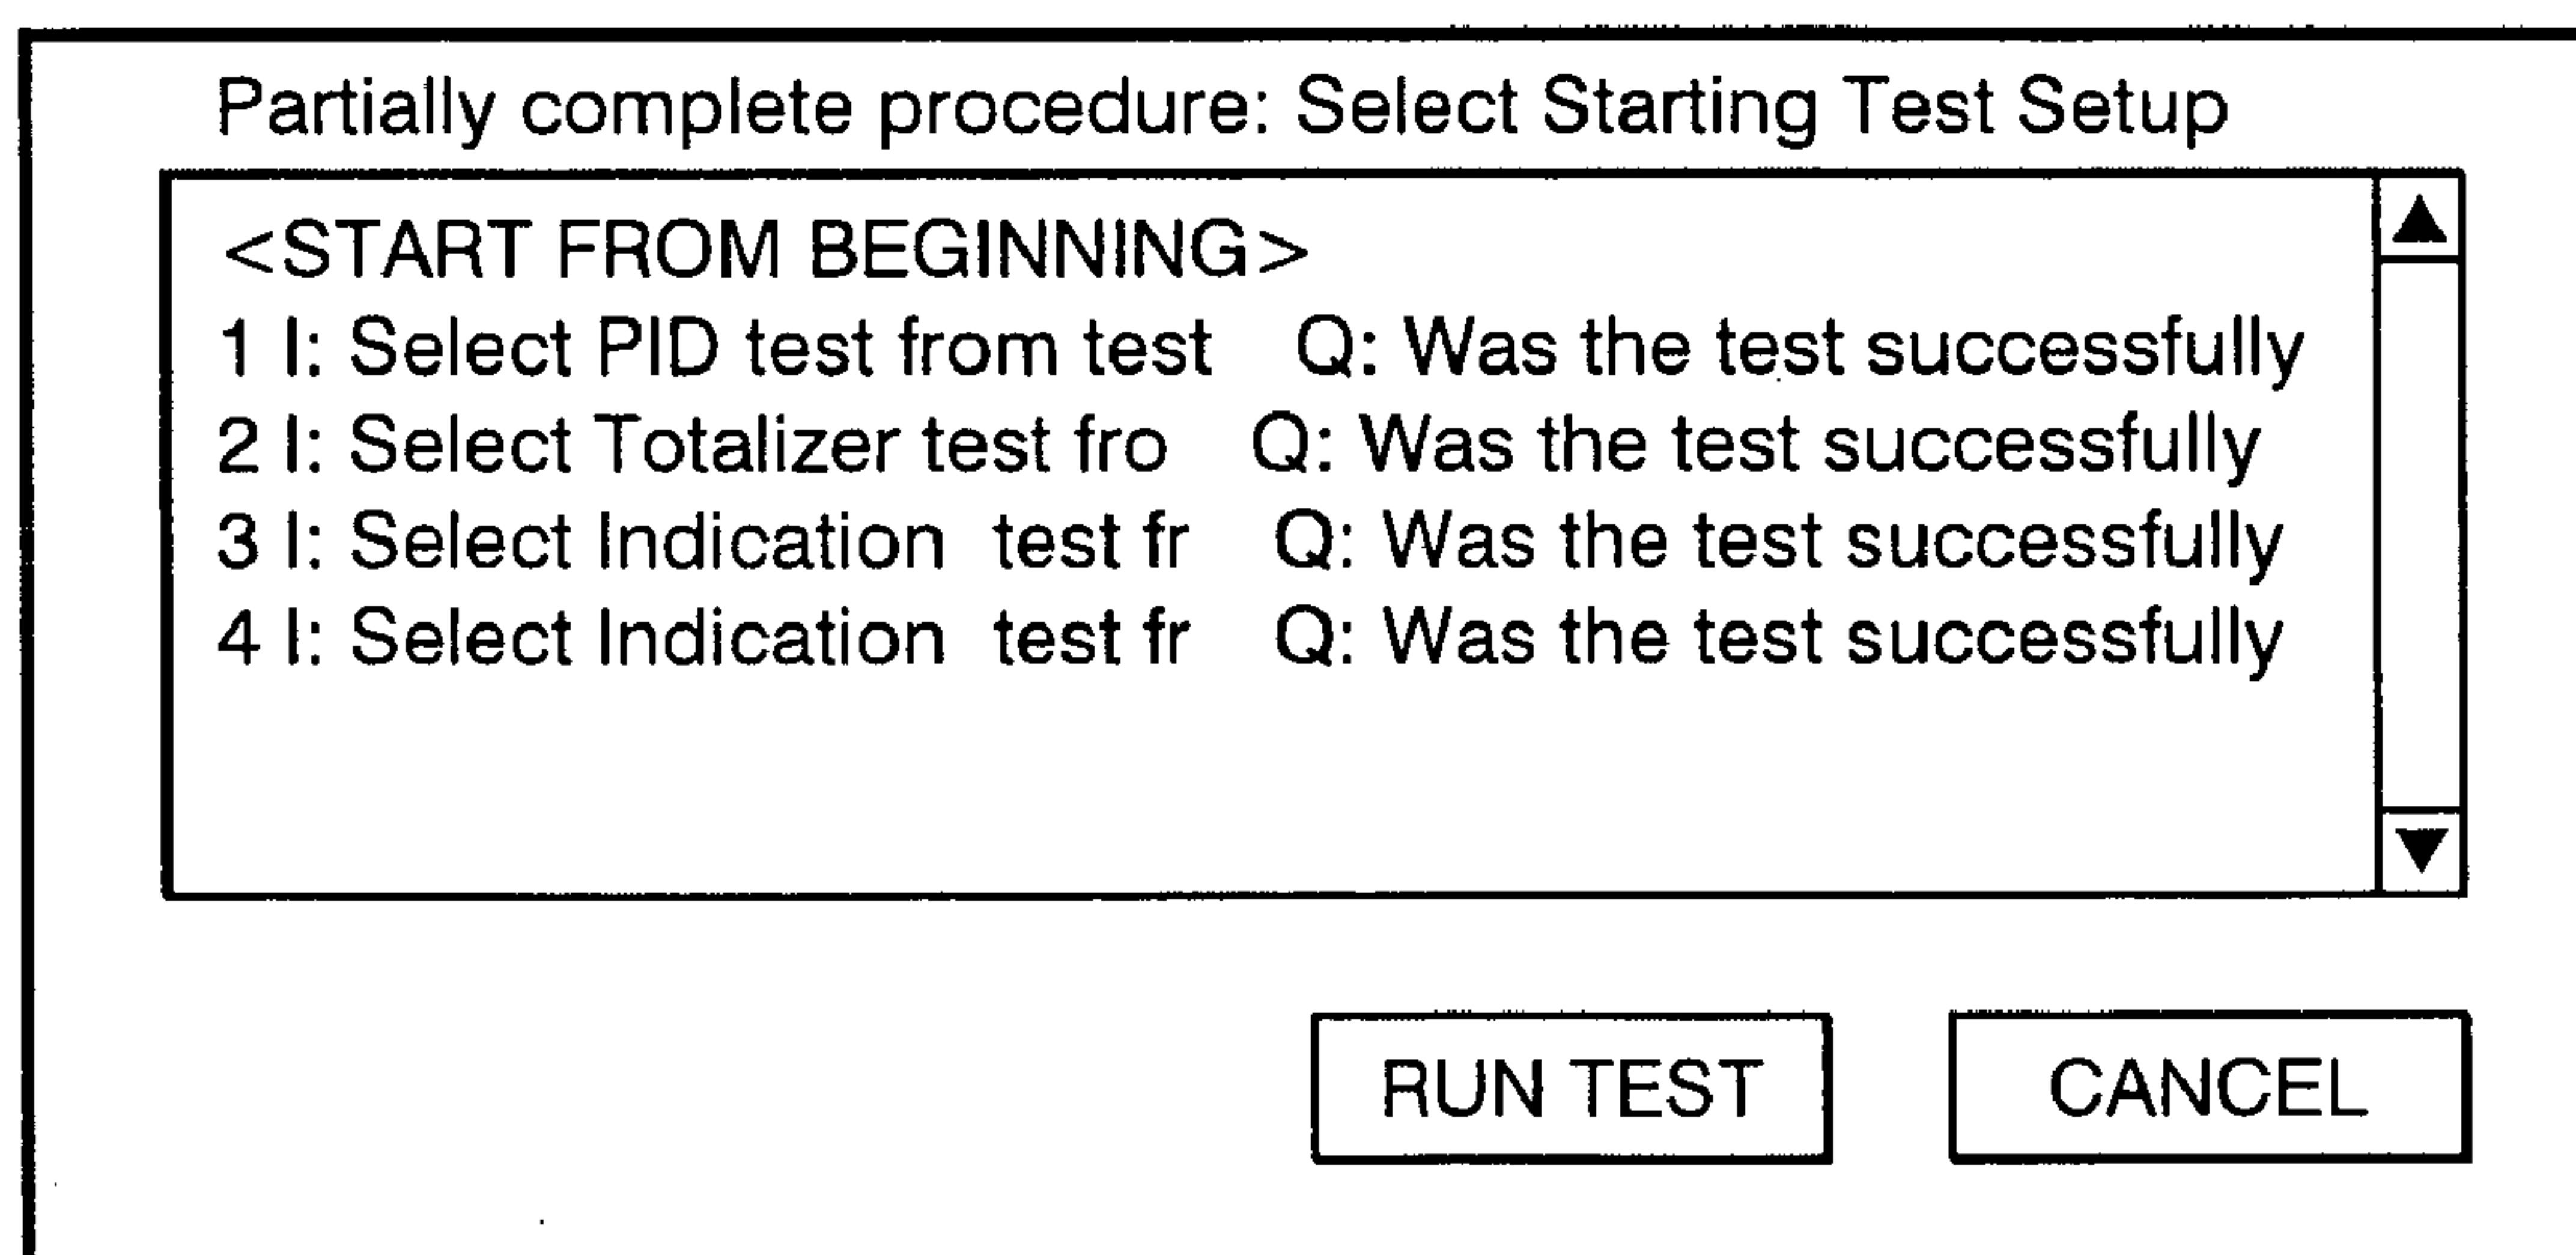 Partially complete procedure: Select Starting Test Setup
<START FROM BEGINNING>
1 I: Select PID test from test Q: Was the test successfully
2 I: Select Totalizer test fro Q: Was the test successfully
3 I: Select Indication test fr Q: Was the test successfully
4 I: Select Indication test fr Q: Was the test successfully
RUN TEST CANCEL